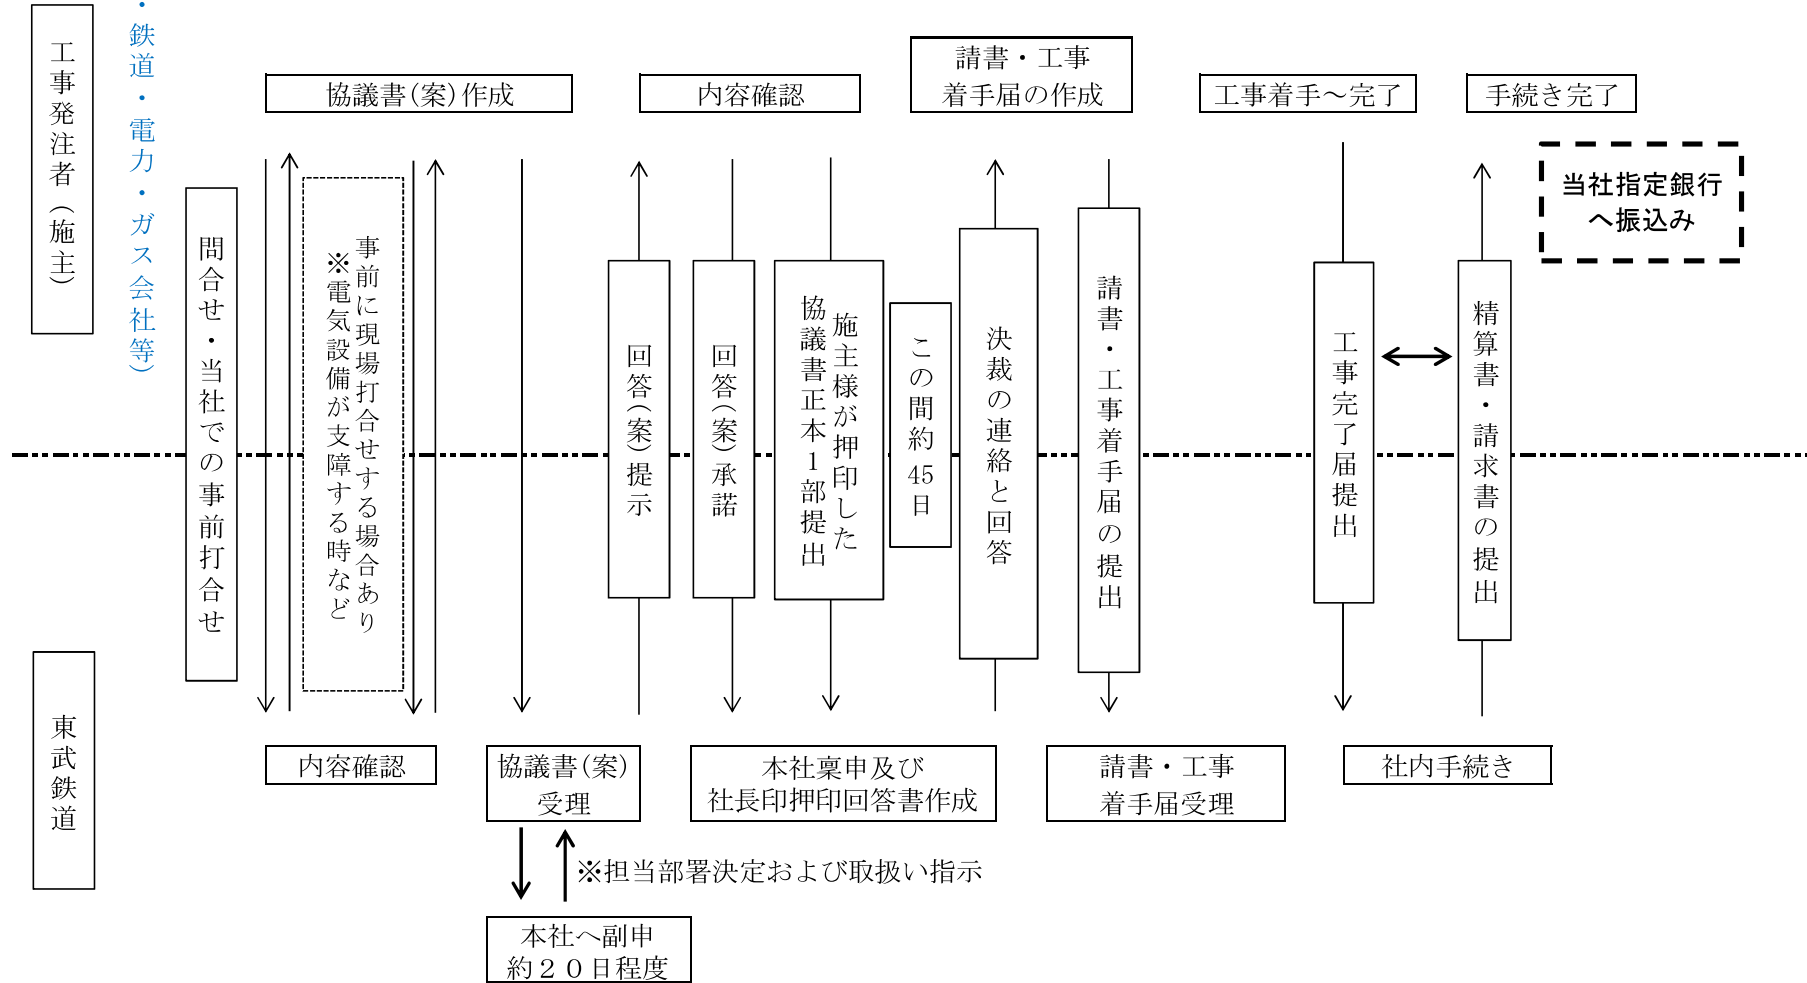 工事発注者（施主）
・鉄道・電力・ガス会社等）
協議書(案)作成
内容確認
請書・工事
着手届の作成
工事着手～完了
手続き完了
当社指定銀行
へ振込み
問合せ・当社での事前打合せ
事前に現場打合せする場合あり
※電気設備が支障する時など
回答(案)提示
回答(案)承諾
施主様が押印した
協議書正本１部提出
この間約45日
決裁の連絡と回答
請書・工事着手届の提出
工事完了届提出
精算書・請求書の提出
東武鉄道
内容確認
協議書(案)
受理
本社稟申及び
社長印押印回答書作成
請書・工事
着手届受理
社内手続き
※担当部署決定および取扱い指示
本社へ副申
約２０日程度